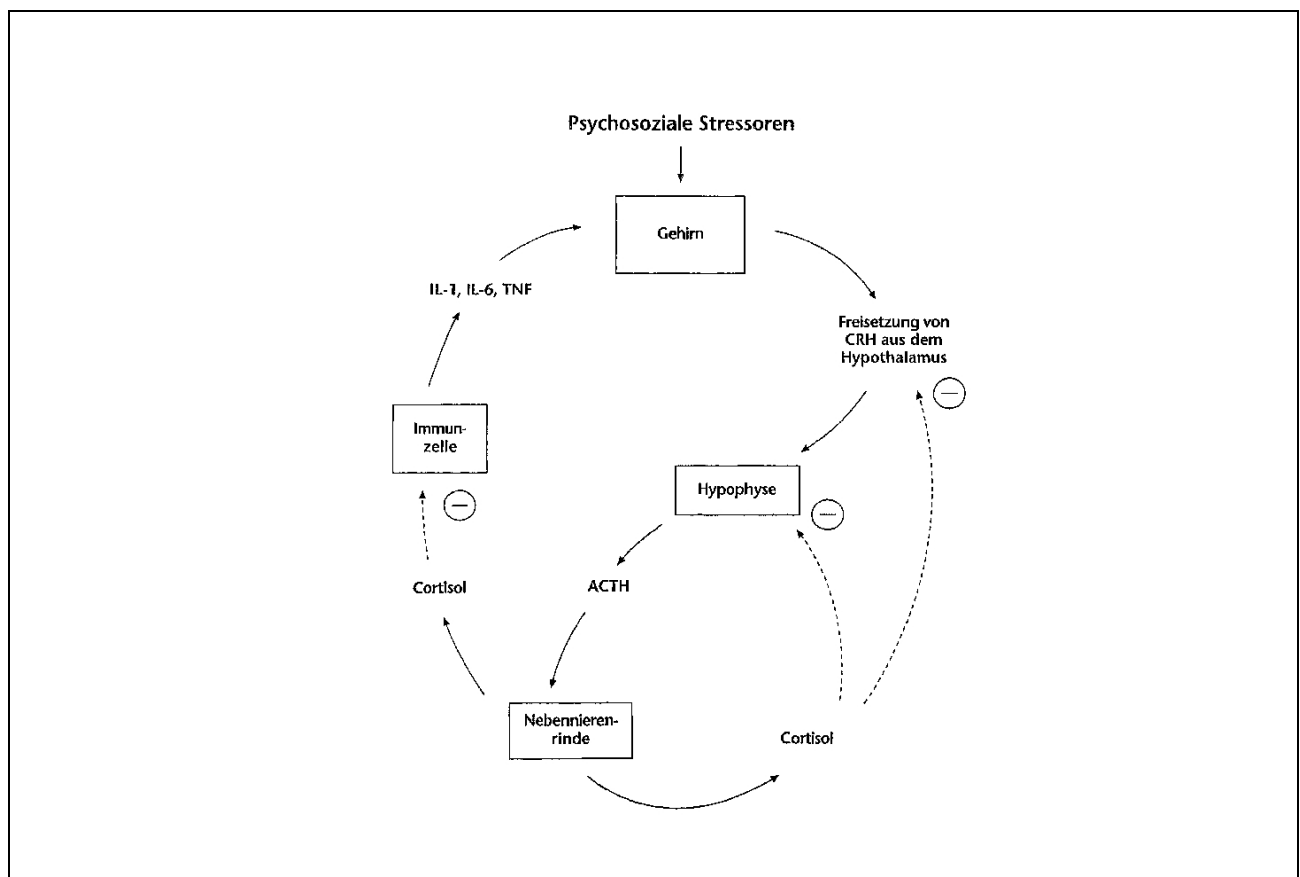 Psychosoziale Stressoren
Gehirn
IL-1, IL-6, TNF
Freisetzung von
CRH aus dem
Hypothalamus
Immun-
zelle
Hypophyse
Cortisol
ACTH
Nebennieren-
rinde
Cortisol